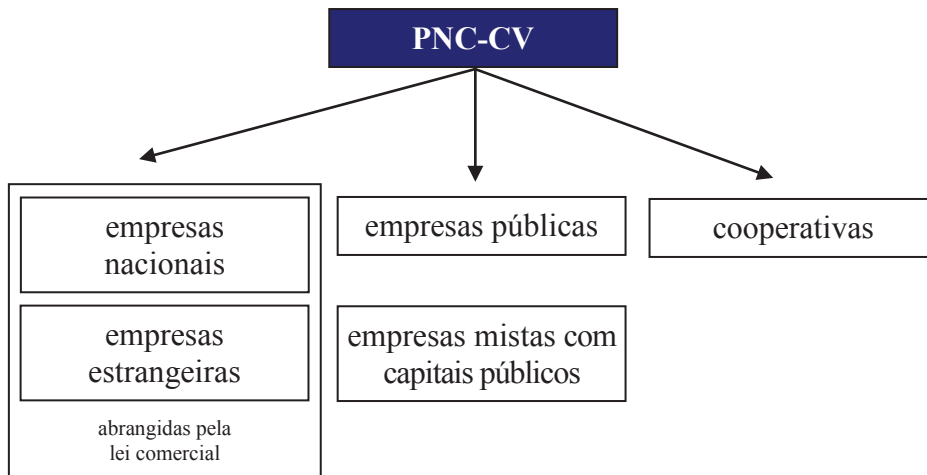 PNC-CV
empresas
nacionais
empresas
estrangeiras
abrangidas pela
lei comercial
empresas públicas
empresas mistas com
capitais públicos
cooperativas